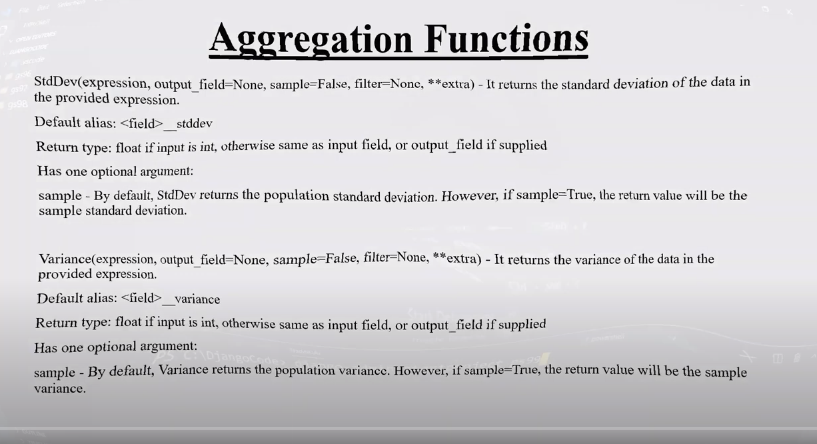 Aggregation Functions
StdDev(expression, output_field=None, sample=False, filter=None, **extra) - It returns the standard deviation of the data in
the provided expression.
Default alias: <field>__stddev
Return type: float if input is int, otherwise same as input field, or output_field if supplied
Has one optional argument:
sample - By default, StdDev returns the population standard deviation. However, if sample=True, the return value will be the
sample standard deviation.
Variance(expression, output_field=None, sample=False, filter=None, **extra) - It returns the variance of the data in the
provided expression.
Default alias: <field>__variance
Return type: float if input is int, otherwise same as input field, or output_field if supplied
Has one optional argument:
sample - By default, Variance returns the population variance. However, if sample=True, the return value will be the sample
variance.